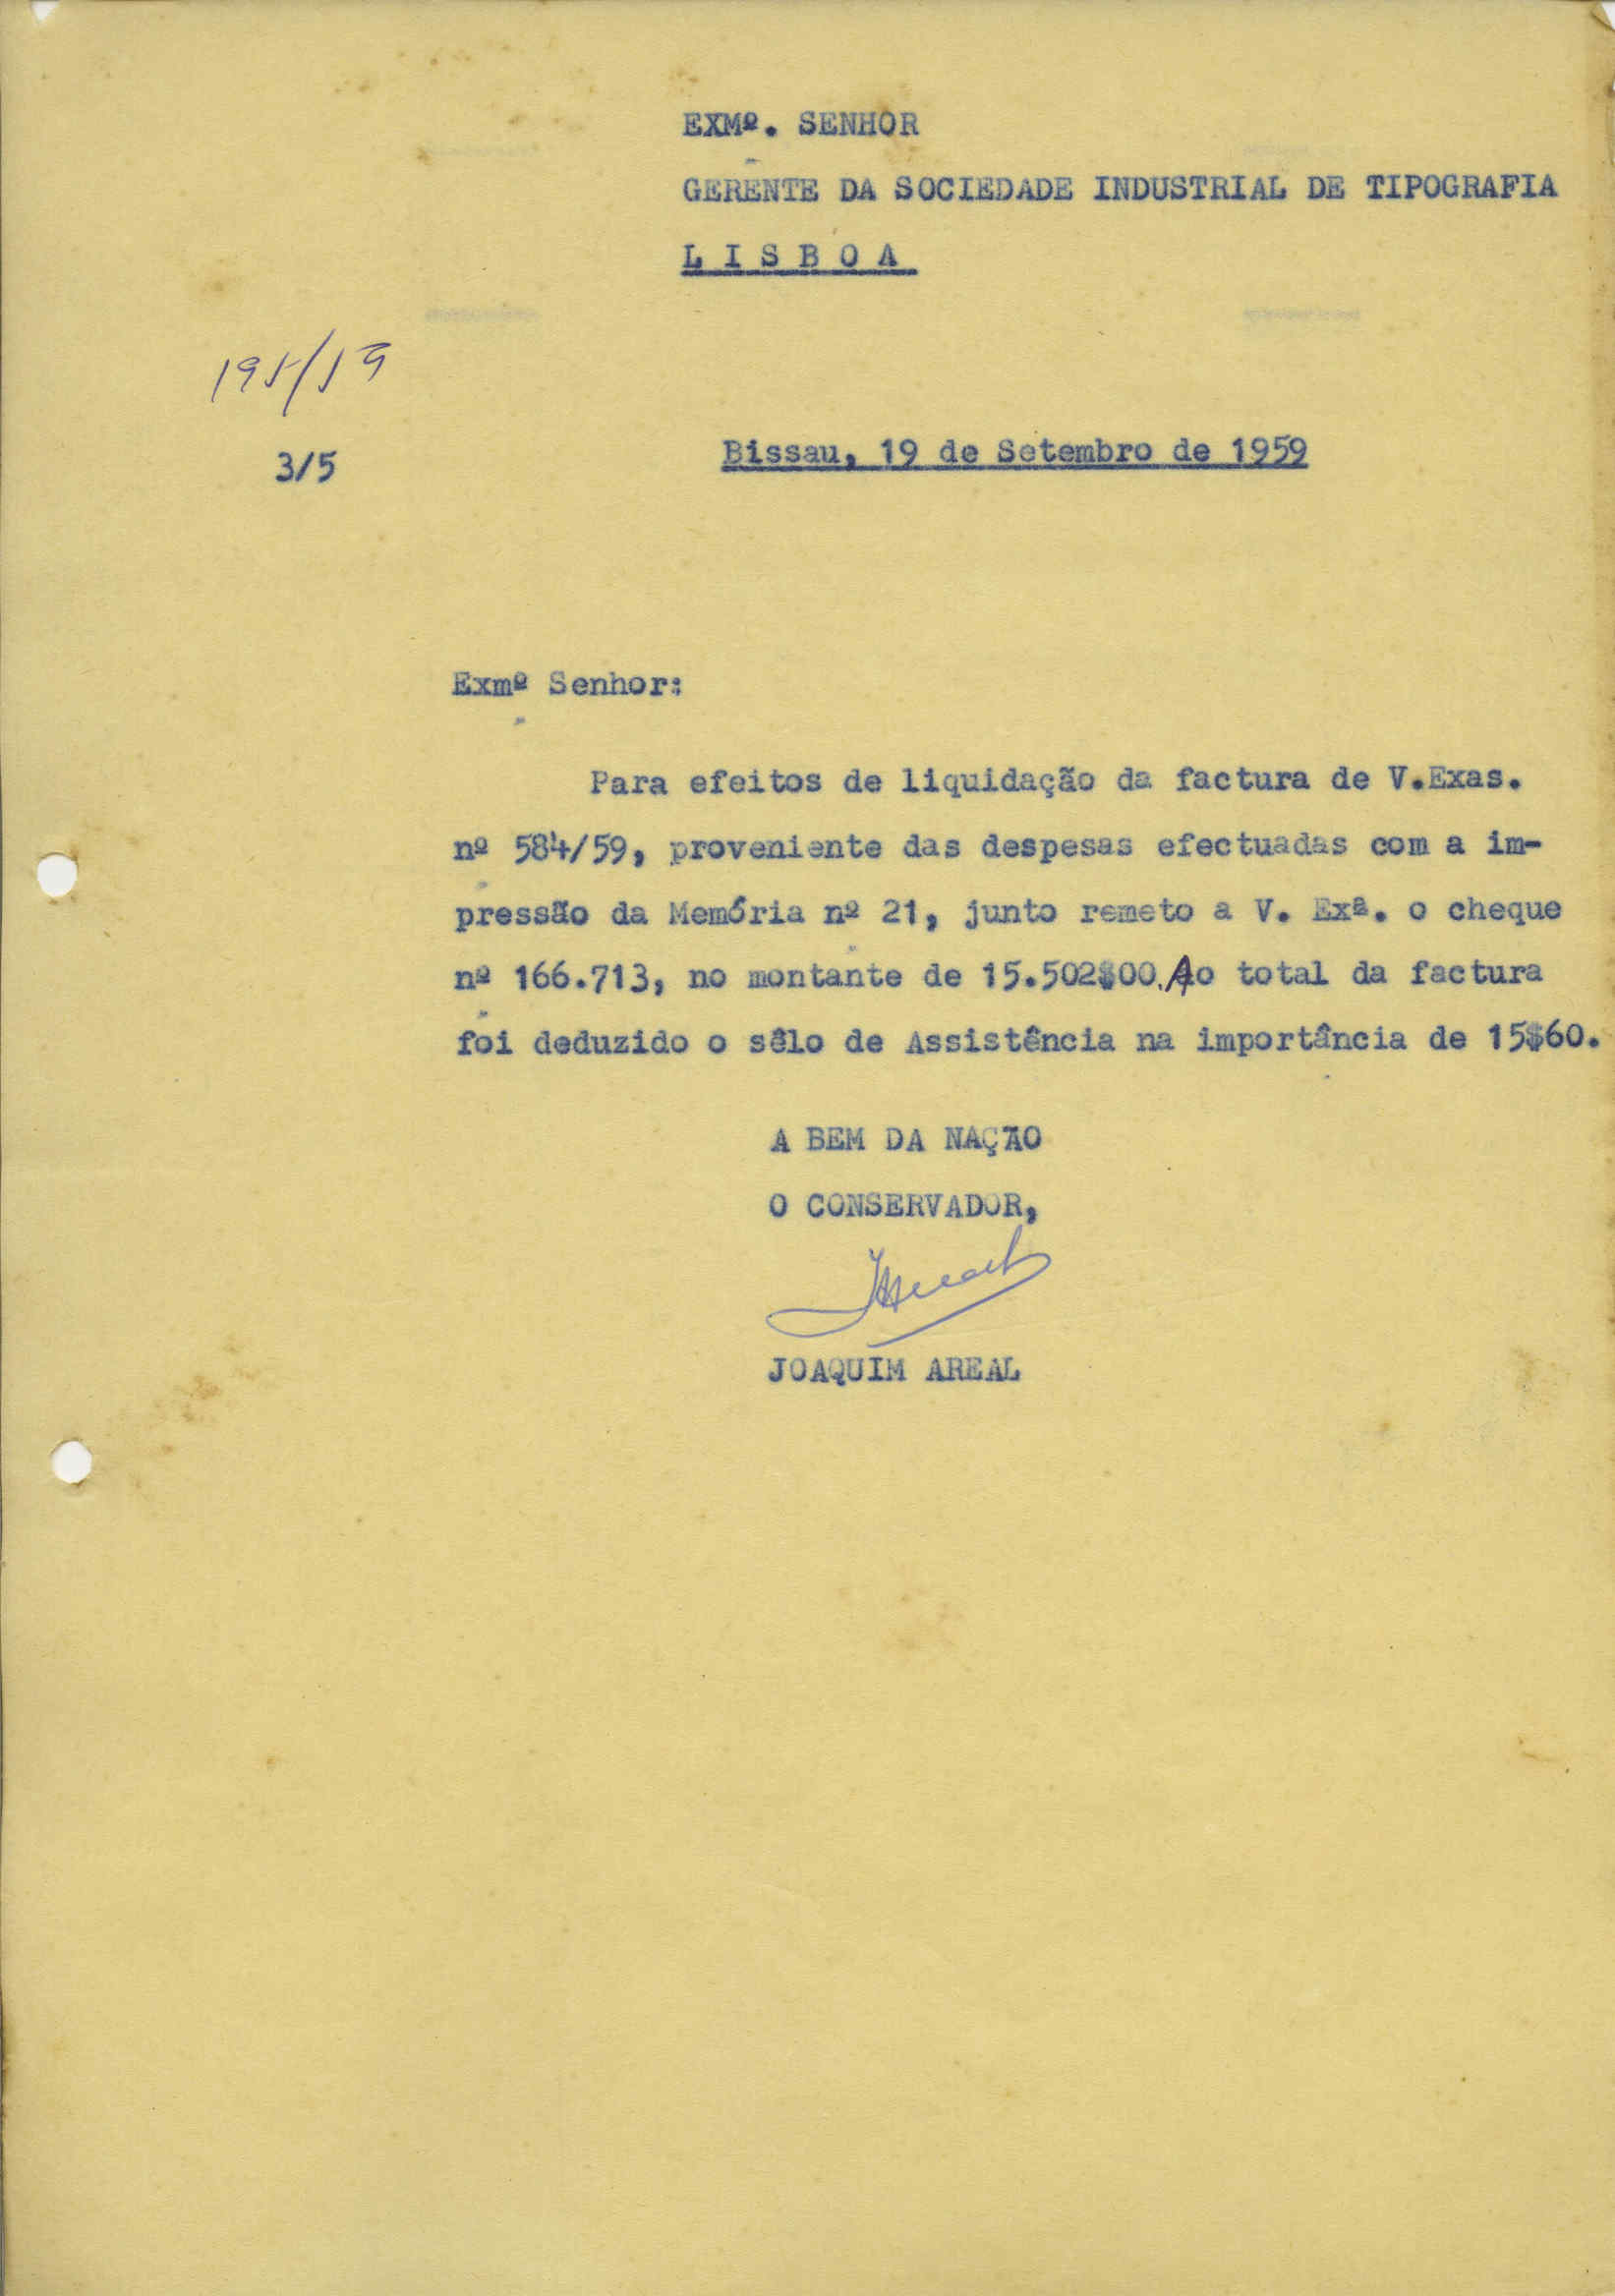 EXMº. SENHOR
GERENTE DA SOCIEDADE INDUSTRIAL DE TIPOGRAFIA
L I S B O A
3/5
Bissau, 19 de Setembro de 1959
Exmº Senhor:
Para efeitos de liquidação da factura de V.Exas.
nº 584/59, proveniente das despesas efectuadas com a im-
pressão da Memória nº 21, junto remeto a V. Exª. o cheque
nº 166.713, no montante de 15.502$00. Ao total da factura
foi deduzido o sêlo de Assistência na importância de 15$60.
A BEM DA NAÇÃO
O CONSERVADOR,
JOAQUIM AREAL